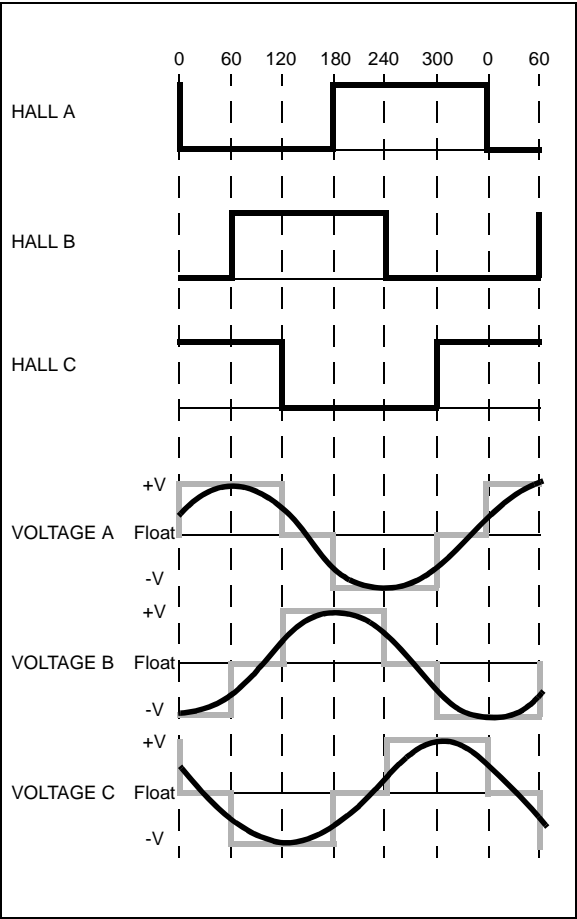 0 60 120 180 240 300 0 60
HALL A
HALL B
HALL C
+V
VOLTAGE A Float
-V
+V
VOLTAGE B Float
-V
+V
VOLTAGE C Float
-V